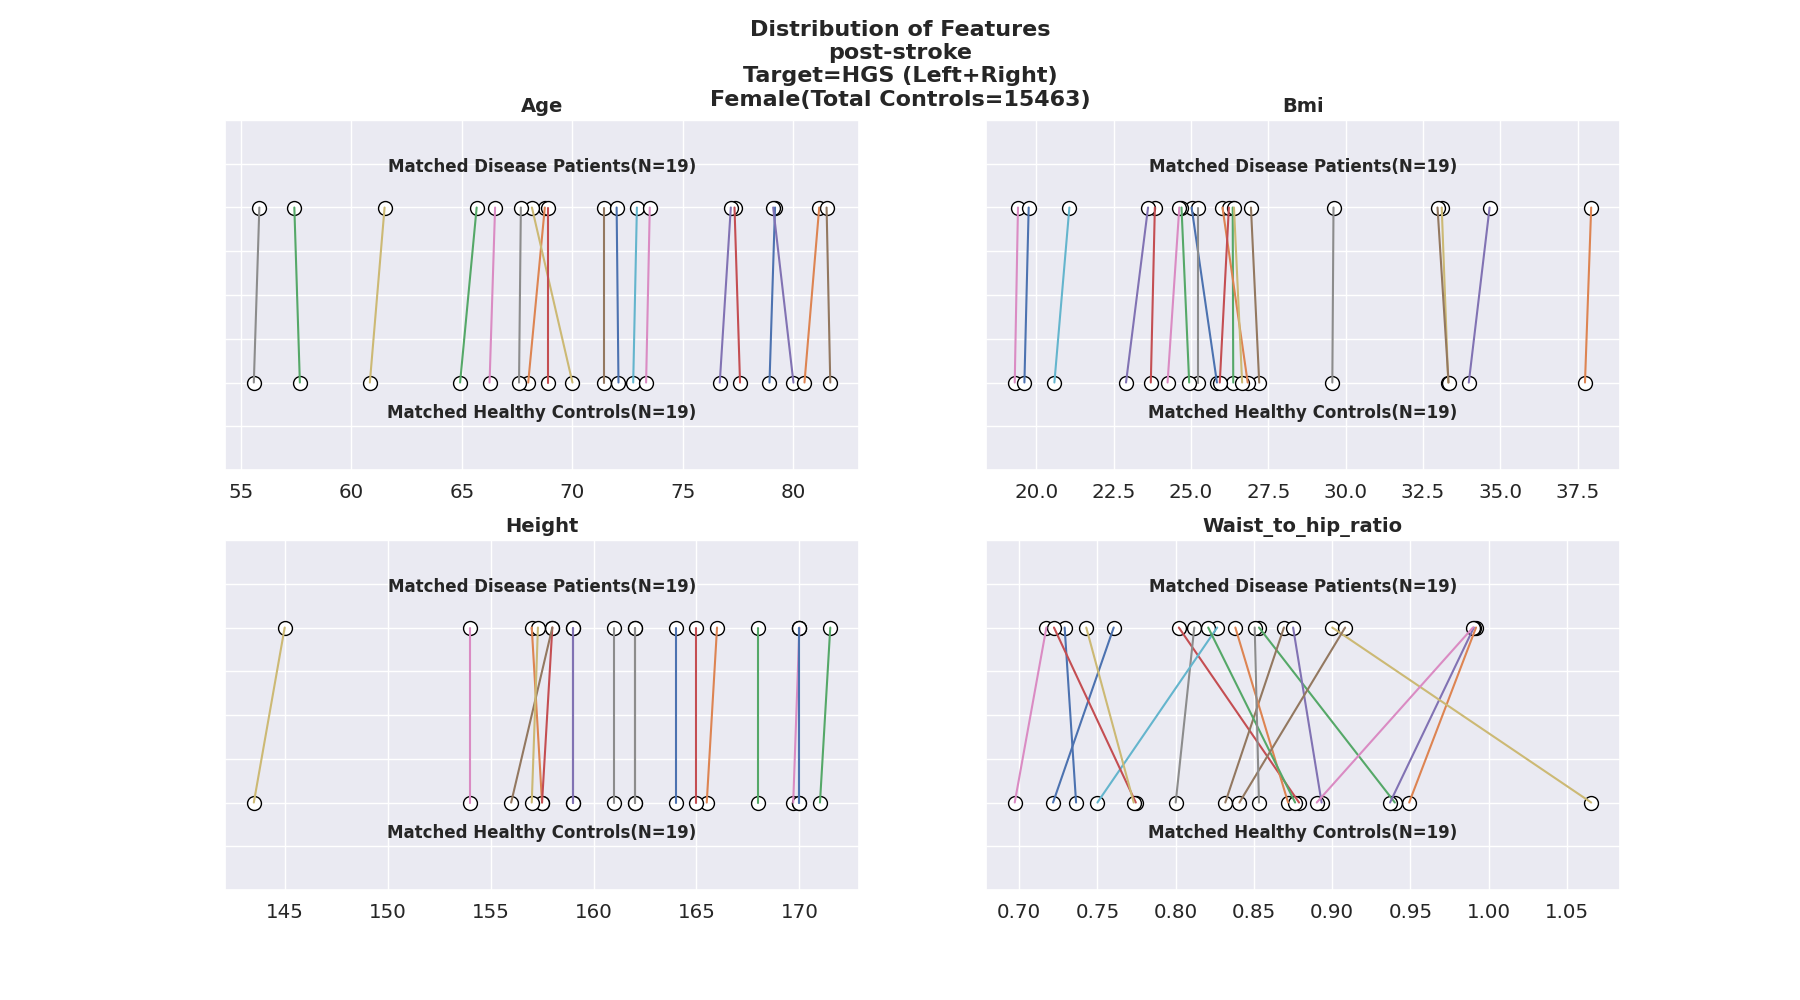 Distribution of Features
post-stroke
Target=HGS (Left+Right)
Female(Total Controls=15463)
Age
Matched Disease Patients(N=19)
Matched Healthy Controls(N=19)
55 60 65 70 75 80
Bmi
Matched Disease Patients(N=19)
Matched Healthy Controls(N=19)
20.0 22.5 25.0 27.5 30.0 32.5 35.0 37.5
Height
Matched Disease Patients(N=19)
Matched Healthy Controls(N=19)
145 150 155 160 165 170
Waist_to_hip_ratio
Matched Disease Patients(N=19)
Matched Healthy Controls(N=19)
0.70 0.75 0.80 0.85 0.90 0.95 1.00 1.05